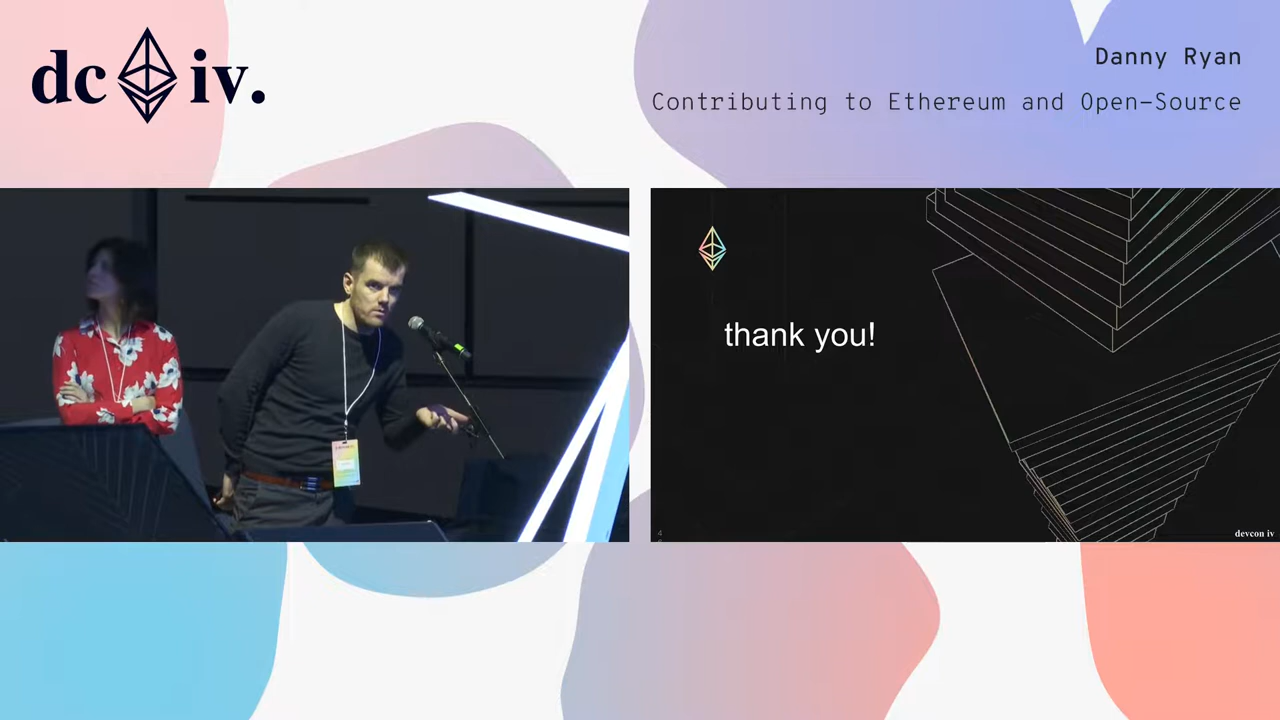 dc iv.
Danny Ryan
Contributing to Ethereum and Open-Source
thank you!
devcon iv